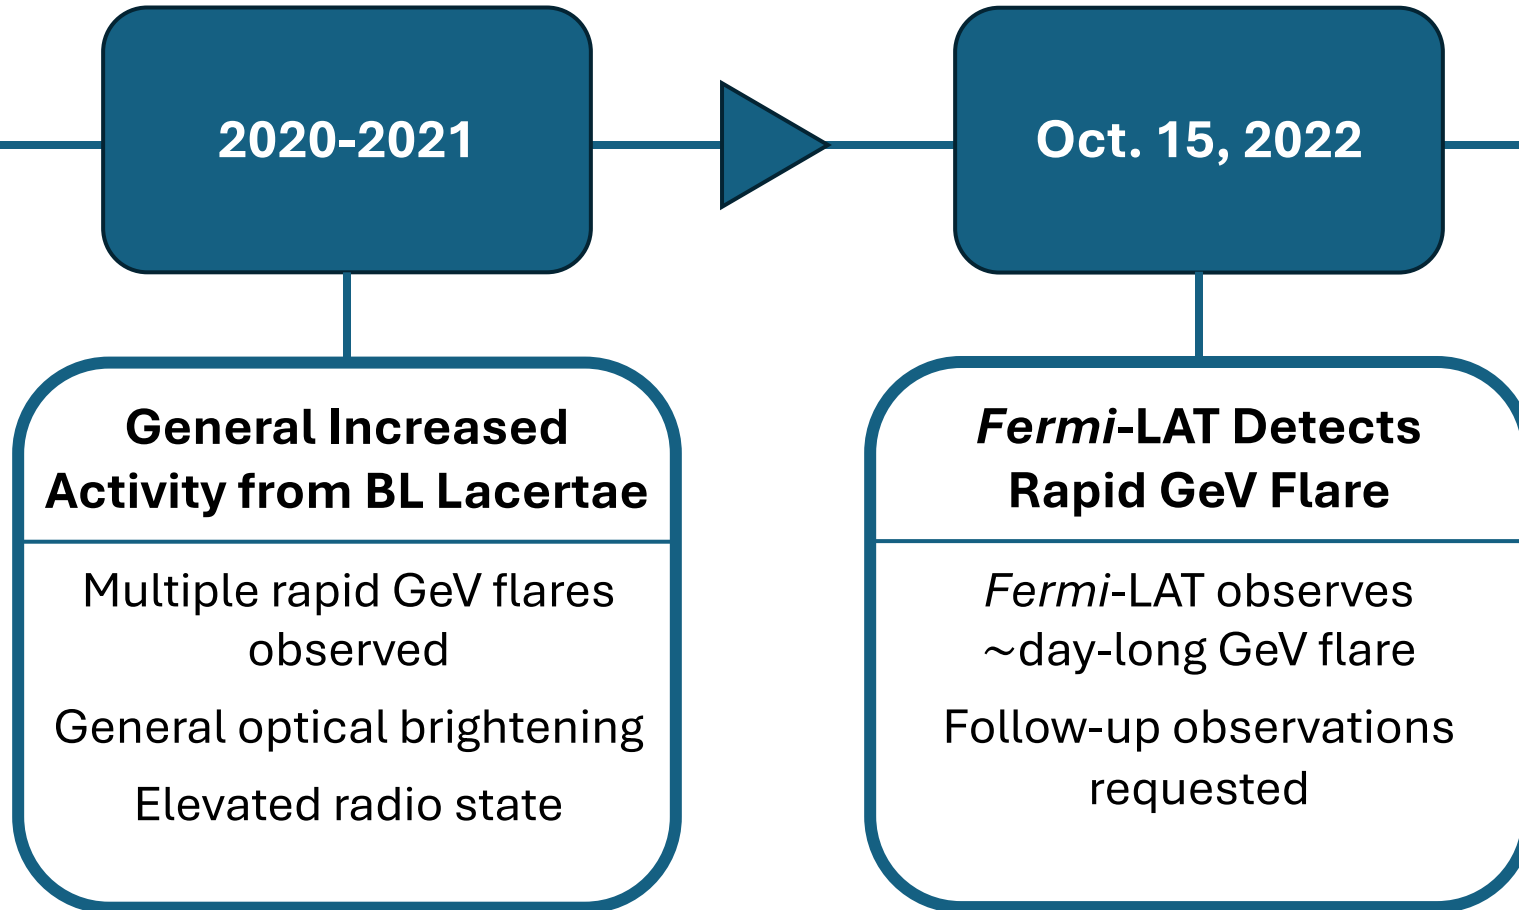 2020-2021
General Increased
Activity from BL Lacertae
Multiple rapid GeV flares
observed
General optical brightening
Elevated radio state
Oct. 15, 2022
Fermi-LAT Detects
Rapid GeV Flare
Fermi-LAT observes
~day-long GeV flare
Follow-up observations
requested